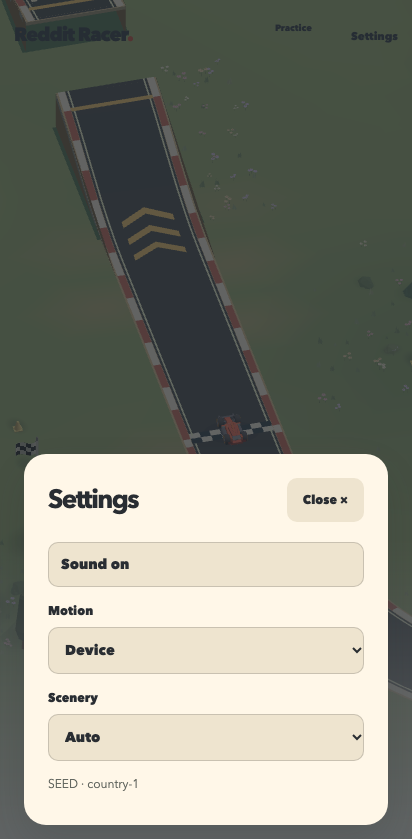 Reddit Racer.
Practice
Settings
Settings
Close ×
Sound on
Motion
Device
Scenery
Auto
SEED · country-1